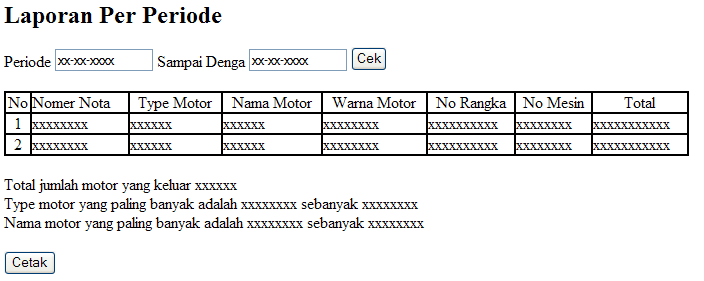 Laporan Per Periode
Periode xx-xx-xxxx Sampai Denga xx-xx-xxxx Cek
No Nomer Nota Type Motor Nama Motor Warna Motor No Rangka No Mesin Total
1 xxxxxxxx xxxxxx xxxxxx xxxxxxxx xxxxxxxxxx xxxxxxxx xxxxxxxxxxx
2 xxxxxxxx xxxxxx xxxxxx xxxxxxxx xxxxxxxxxx xxxxxxxx xxxxxxxxxxx
Total jumlah motor yang keluar xxxxxx
Type motor yang paling banyak adalah xxxxxxxx sebanyak xxxxxxxx
Nama motor yang paling banyak adalah xxxxxxxx sebanyak xxxxxxxx
Cetak